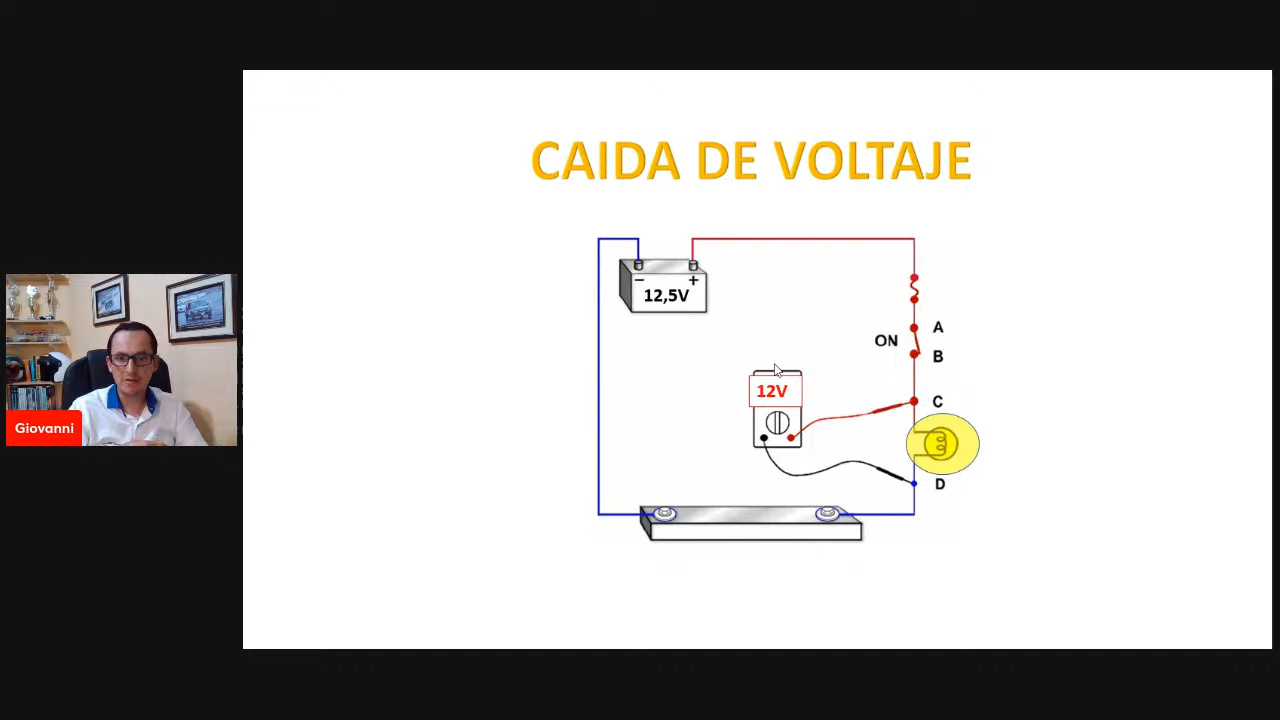 CAIDA DE VOLTAJE
− +
12,5V
A
ON
B
12V
C
D
Giovanni